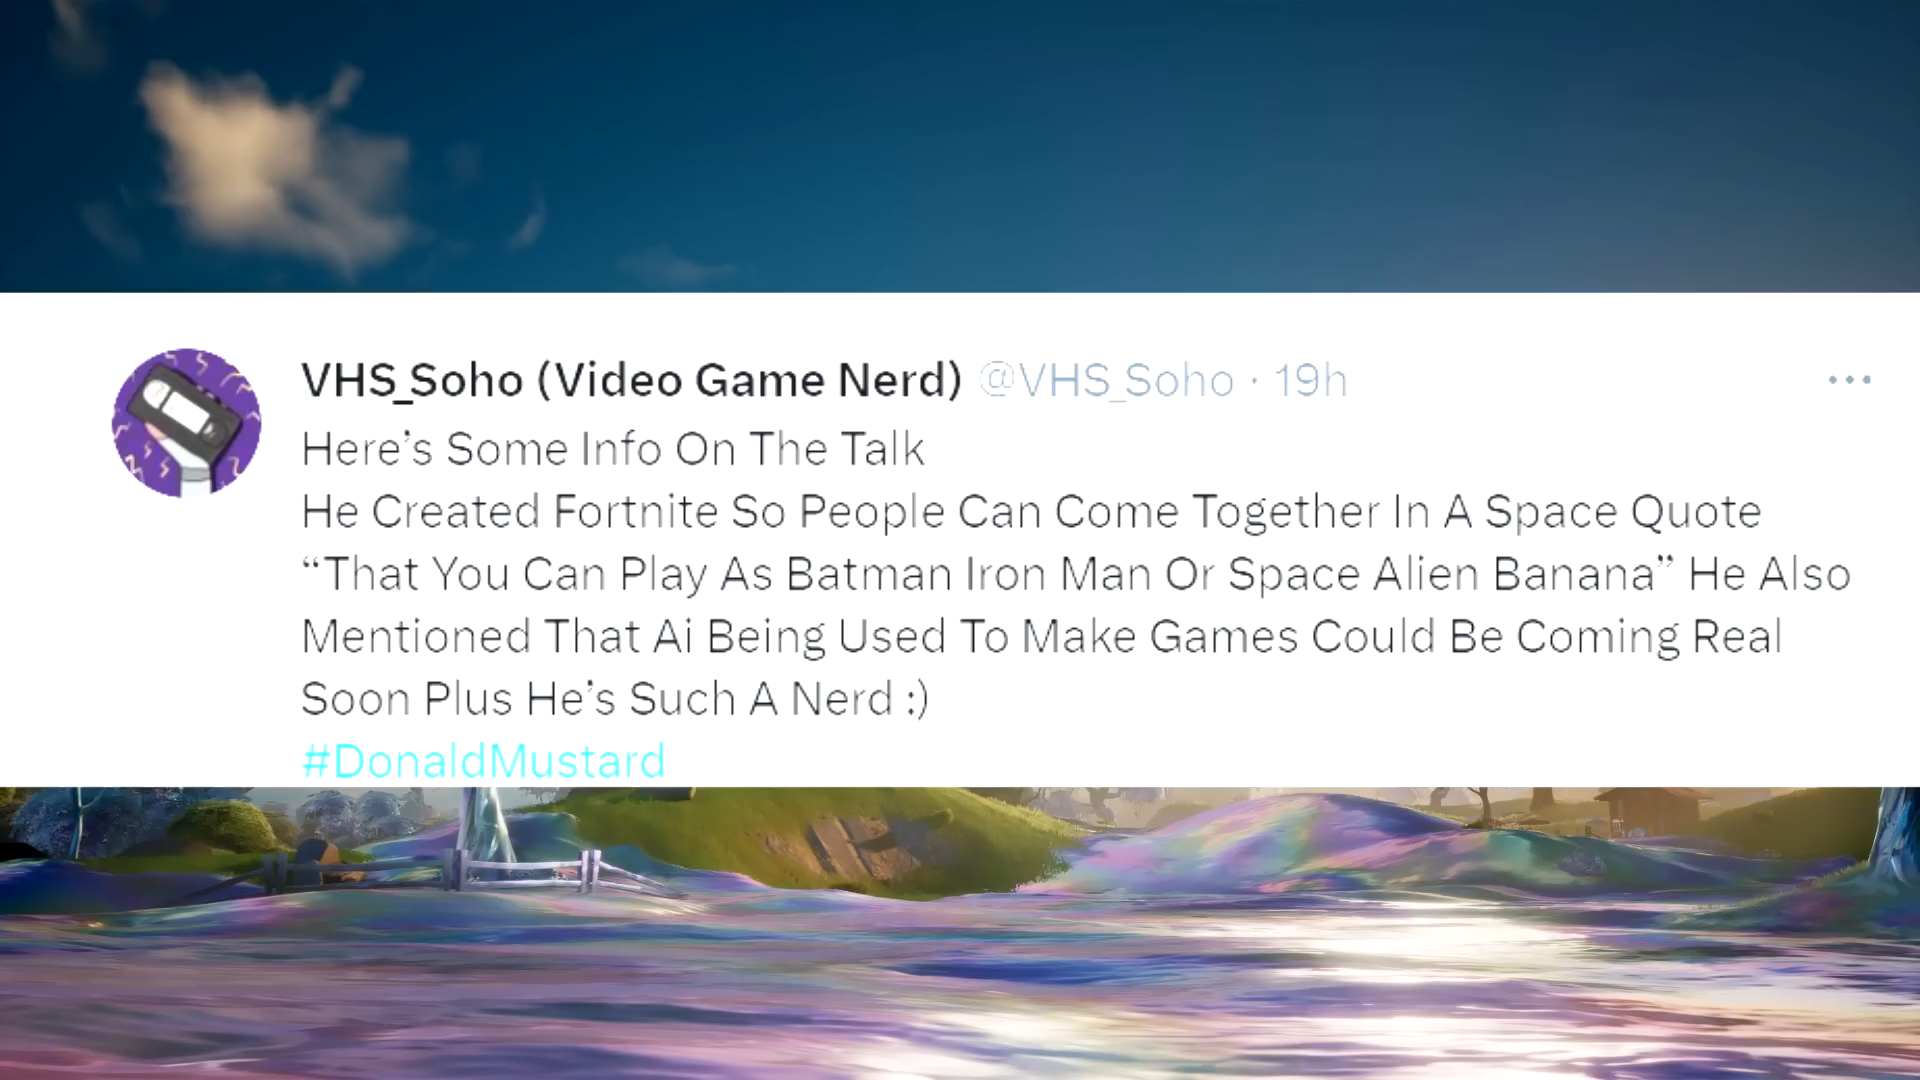 VHS_Soho (Video Game Nerd) @VHS_Soho · 19h
Here’s Some Info On The Talk
He Created Fortnite So People Can Come Together In A Space Quote
“That You Can Play As Batman Iron Man Or Space Alien Banana” He Also
Mentioned That Ai Being Used To Make Games Could Be Coming Real
Soon Plus He’s Such A Nerd :)
#DonaldMustard